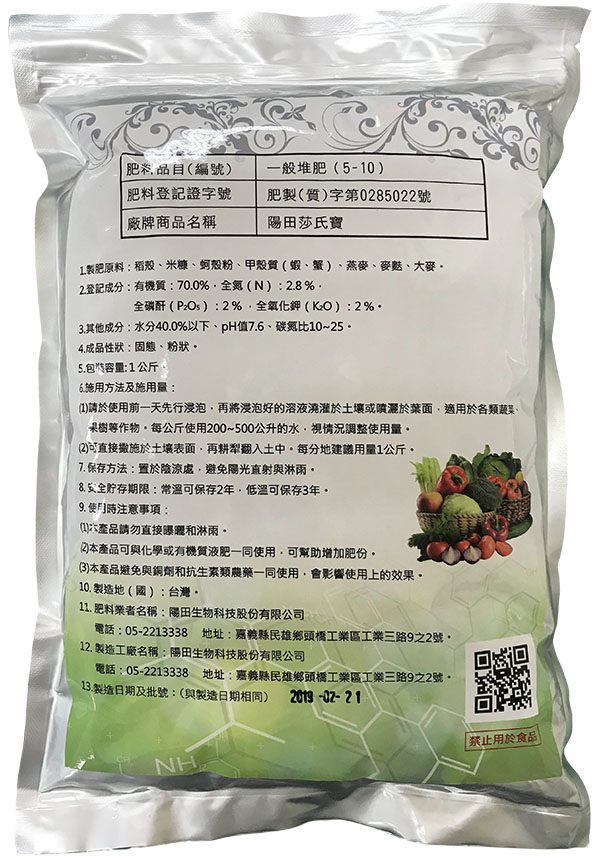 肥料品目(編號) 一般堆肥(5-10)
肥料登記證字號 肥製(質)字第0285022號
廠牌商品名稱 陽田莎氏寶
1.製肥原料：稻殼、米糠、蚵殼粉、甲殼質(蝦、蟹)、燕麥、麥麩、大麥。
2.登記成分：有機質：70.0%，全氮(N)：2.8%，
全磷酐(P₂O₅)：2%，全氧化鉀(K₂O)：2%。
3.其他成分：水分40.0%以下、pH值7.6、碳氮比10~25。
4.成品性狀：固態、粉狀。
5.包裝容量:1公斤。
6.施用方法及施用量：
(1)請於使用前一天先行浸泡，再將浸泡好的溶液澆灌於土壤或噴灑於葉面，適用於各類蔬菜、
果樹等作物。每公斤使用200~500公升的水，視情況調整使用量。
(2)可直接撒施於土壤表面，再耕犁翻入土中。每分地建議用量1公斤。
7.保存方法：置於陰涼處，避免陽光直射與淋雨。
8.安全貯存期限：常溫可保存2年，低溫可保存3年。
9.使用時注意事項：
(1)本產品請勿直接曝曬和淋雨。
(2)本產品可與化學或有機質液肥一同使用，可幫助增加肥份。
(3)本產品避免與銅劑和抗生素類農藥一同使用，會影響使用上的效果。
10.製造地(國)：台灣。
11.肥料業者名稱：陽田生物科技股份有限公司
電話：05-2213338 地址：嘉義縣民雄鄉頭橋工業區工業三路9之2號。
12.製造工廠名稱：陽田生物科技股份有限公司
電話：05-2213338 地址：嘉義縣民雄鄉頭橋工業區工業三路9之2號。
13.製造日期及批號：(與製造日期相同) 2019-02-21
禁止用於食品
NH